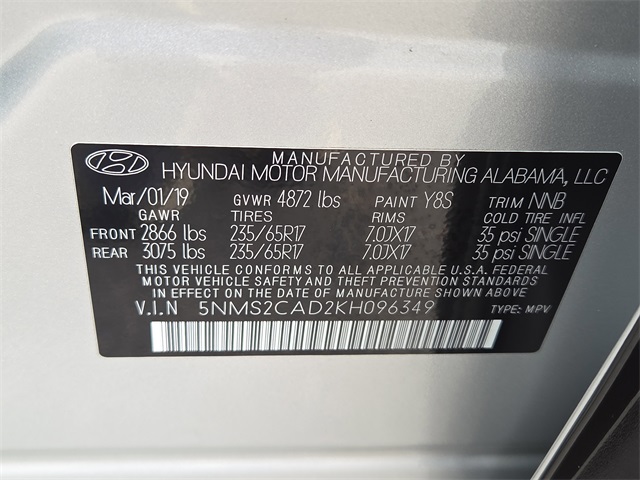 MANUFACTURED BY
HYUNDAI MOTOR MANUFACTURING ALABAMA, LLC
Mar/01/19 GVWR 4872 lbs PAINT Y8S TRIM NNB
GAWR TIRES RIMS COLD TIRE INFL
FRONT 2866 lbs 235/65R17 7.0JX17 35 psi SINGLE
REAR 3075 lbs 235/65R17 7.0JX17 35 psi SINGLE
THIS VEHICLE CONFORMS TO ALL APPLICABLE U.S.A. FEDERAL
MOTOR VEHICLE SAFETY AND THEFT PREVENTION STANDARDS
IN EFFECT ON THE DATE OF MANUFACTURE SHOWN ABOVE.
V.I.N 5NMS2CAD2KH096349 TYPE: MPV